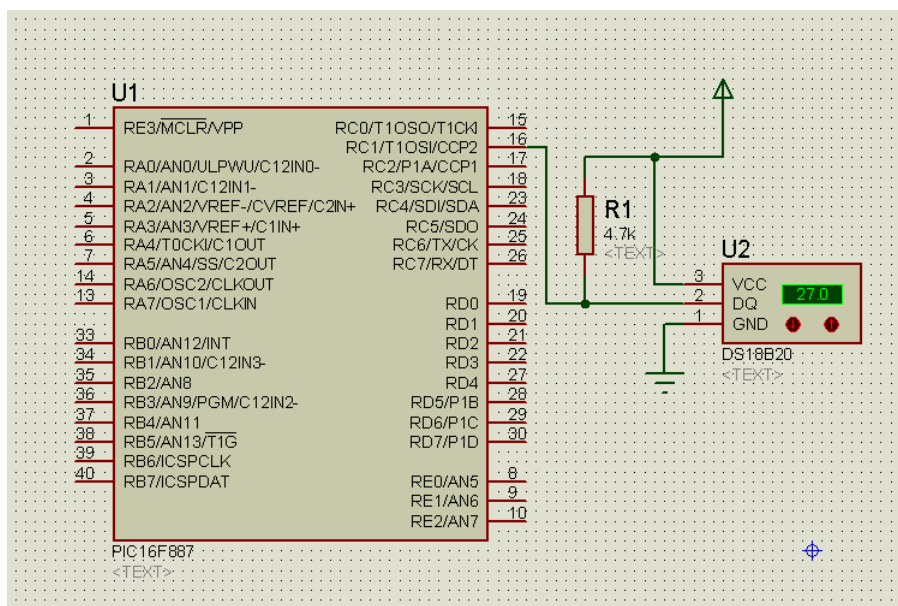 U1
1 RE3/MCLR/VPP RC0/T1OSO/T1CKI 15
RC1/T1OSI/CCP2 16
2 RA0/AN0/ULPWU/C12IN0- RC2/P1A/CCP1 17
3 RA1/AN1/C12IN1- RC3/SCK/SCL 18
4 RA2/AN2/VREF-/CVREF/C2IN+ RC4/SDI/SDA 23
5 RA3/AN3/VREF+/C1IN+ RC5/SDO 24
6 RA4/T0CKI/C1OUT RC6/TX/CK 25
7 RA5/AN4/SS/C2OUT RC7/RX/DT 26
14 RA6/OSC2/CLKOUT
13 RA7/OSC1/CLKIN RD0 19
RD1 20
33 RB0/AN12/INT RD2 21
34 RB1/AN10/C12IN3- RD3 22
35 RB2/AN8 RD4 27
36 RB3/AN9/PGM/C12IN2- RD5/P1B 28
37 RB4/AN11 RD6/P1C 29
38 RB5/AN13/T1G RD7/P1D 30
39 RB6/ICSPCLK
40 RB7/ICSPDAT RE0/AN5 8
RE1/AN6 9
RE2/AN7 10
PIC16F887
<TEXT>
R1
4.7k
<TEXT>
U2
3 VCC
2 DQ 27.0
1 GND
DS18B20
<TEXT>